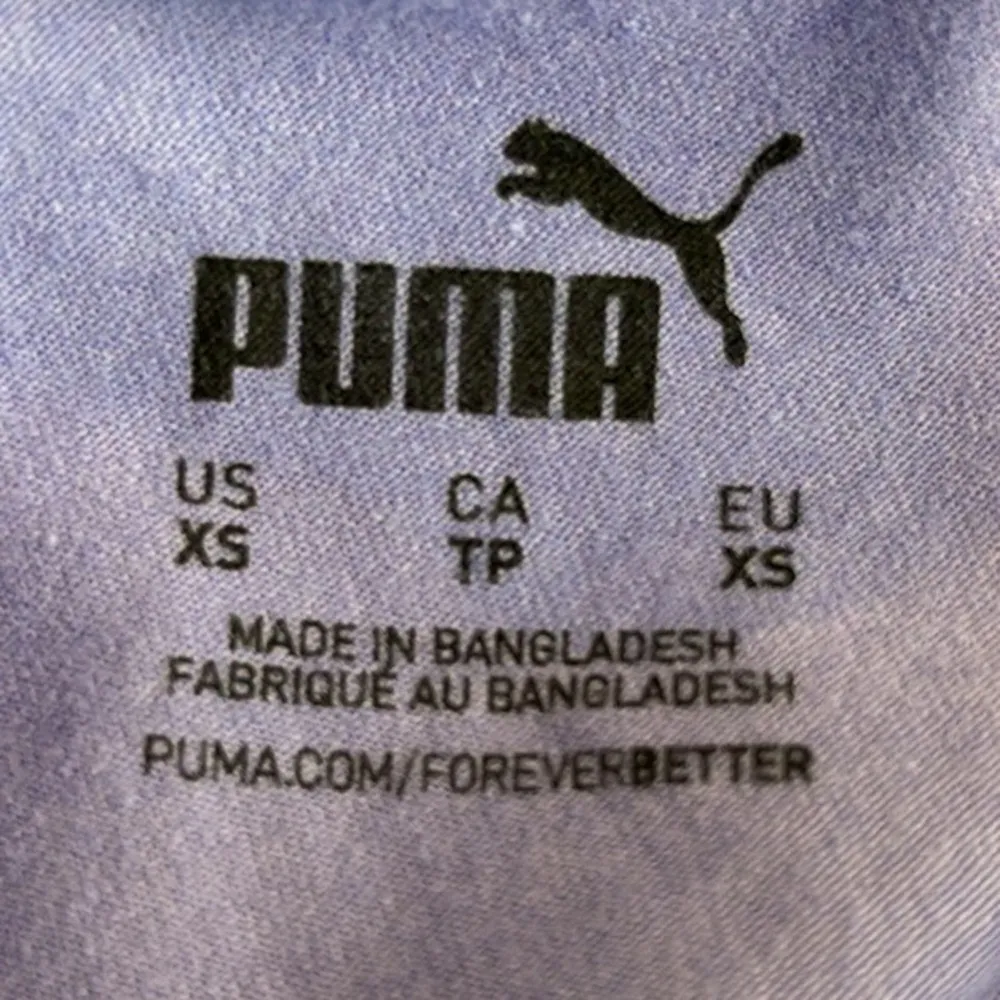 PUMA
US CA EU
XS TP XS
MADE IN BANGLADESH
FABRIQUÉ AU BANGLADESH
PUMA.COM/FOREVERBETTER